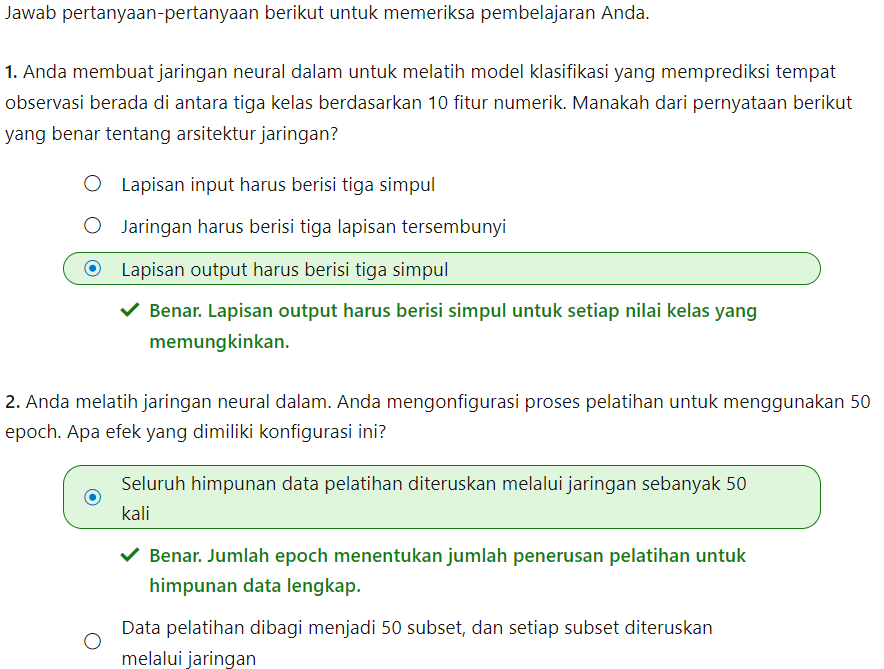 Jawab pertanyaan-pertanyaan berikut untuk memeriksa pembelajaran Anda.
1. Anda membuat jaringan neural dalam untuk melatih model klasifikasi yang memprediksi tempat
observasi berada di antara tiga kelas berdasarkan 10 fitur numerik. Manakah dari pernyataan berikut
yang benar tentang arsitektur jaringan?
Lapisan input harus berisi tiga simpul
Jaringan harus berisi tiga lapisan tersembunyi
Lapisan output harus berisi tiga simpul
Benar. Lapisan output harus berisi simpul untuk setiap nilai kelas yang
memungkinkan.
2. Anda melatih jaringan neural dalam. Anda mengonfigurasi proses pelatihan untuk menggunakan 50
epoch. Apa efek yang dimiliki konfigurasi ini?
Seluruh himpunan data pelatihan diteruskan melalui jaringan sebanyak 50
kali
Benar. Jumlah epoch menentukan jumlah penerusan pelatihan untuk
himpunan data lengkap.
Data pelatihan dibagi menjadi 50 subset, dan setiap subset diteruskan
melalui jaringan